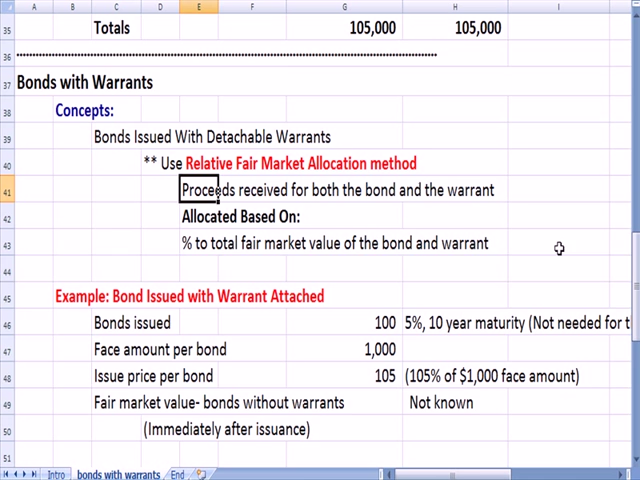 A B C D E F G H I
35 Totals 105,000 105,000
36
37 Bonds with Warrants
38 Concepts:
39 Bonds Issued With Detachable Warrants
40 ** Use Relative Fair Market Allocation method
41 Proceeds received for both the bond and the warrant
42 Allocated Based On:
43 % to total fair market value of the bond and warrant
44
45 Example: Bond Issued with Warrant Attached
46 Bonds issued 100 5%, 10 year maturity (Not needed for t
47 Face amount per bond 1,000
48 Issue price per bond 105 (105% of $1,000 face amount)
49 Fair market value- bonds without warrants Not known
50 (Immediately after issuance)
51
Intro bonds with warrants End